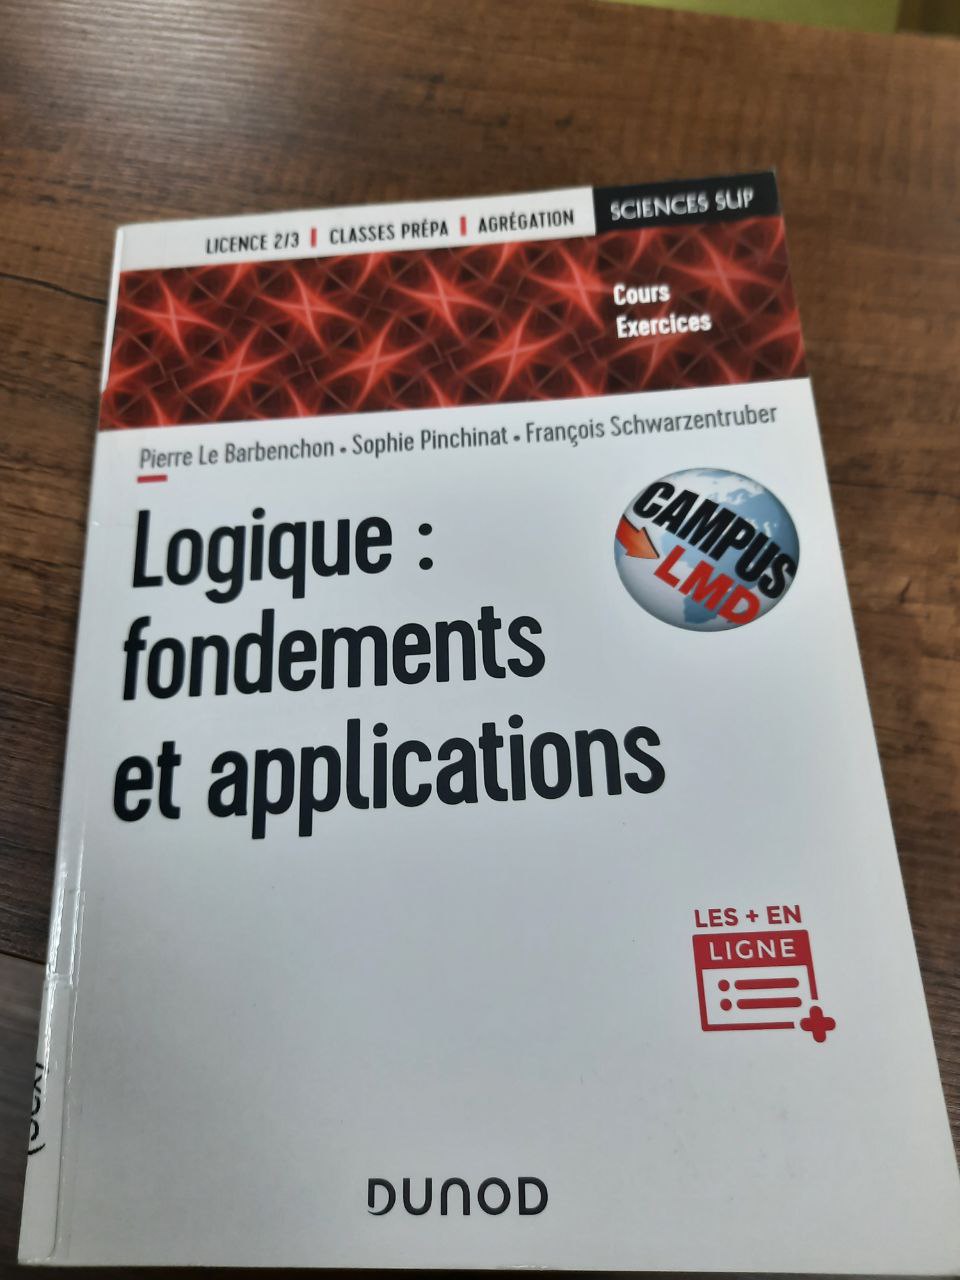 LICENCE 2/3 | CLASSES PRÉPA | AGRÉGATION
SCIENCES SUP
Cours
Exercices
Pierre Le Barbenchon • Sophie Pinchinat • François Schwarzentruber
Logique :
fondements
et applications
CAMPUS
LMD
LES + EN
LIGNE
DUNOD